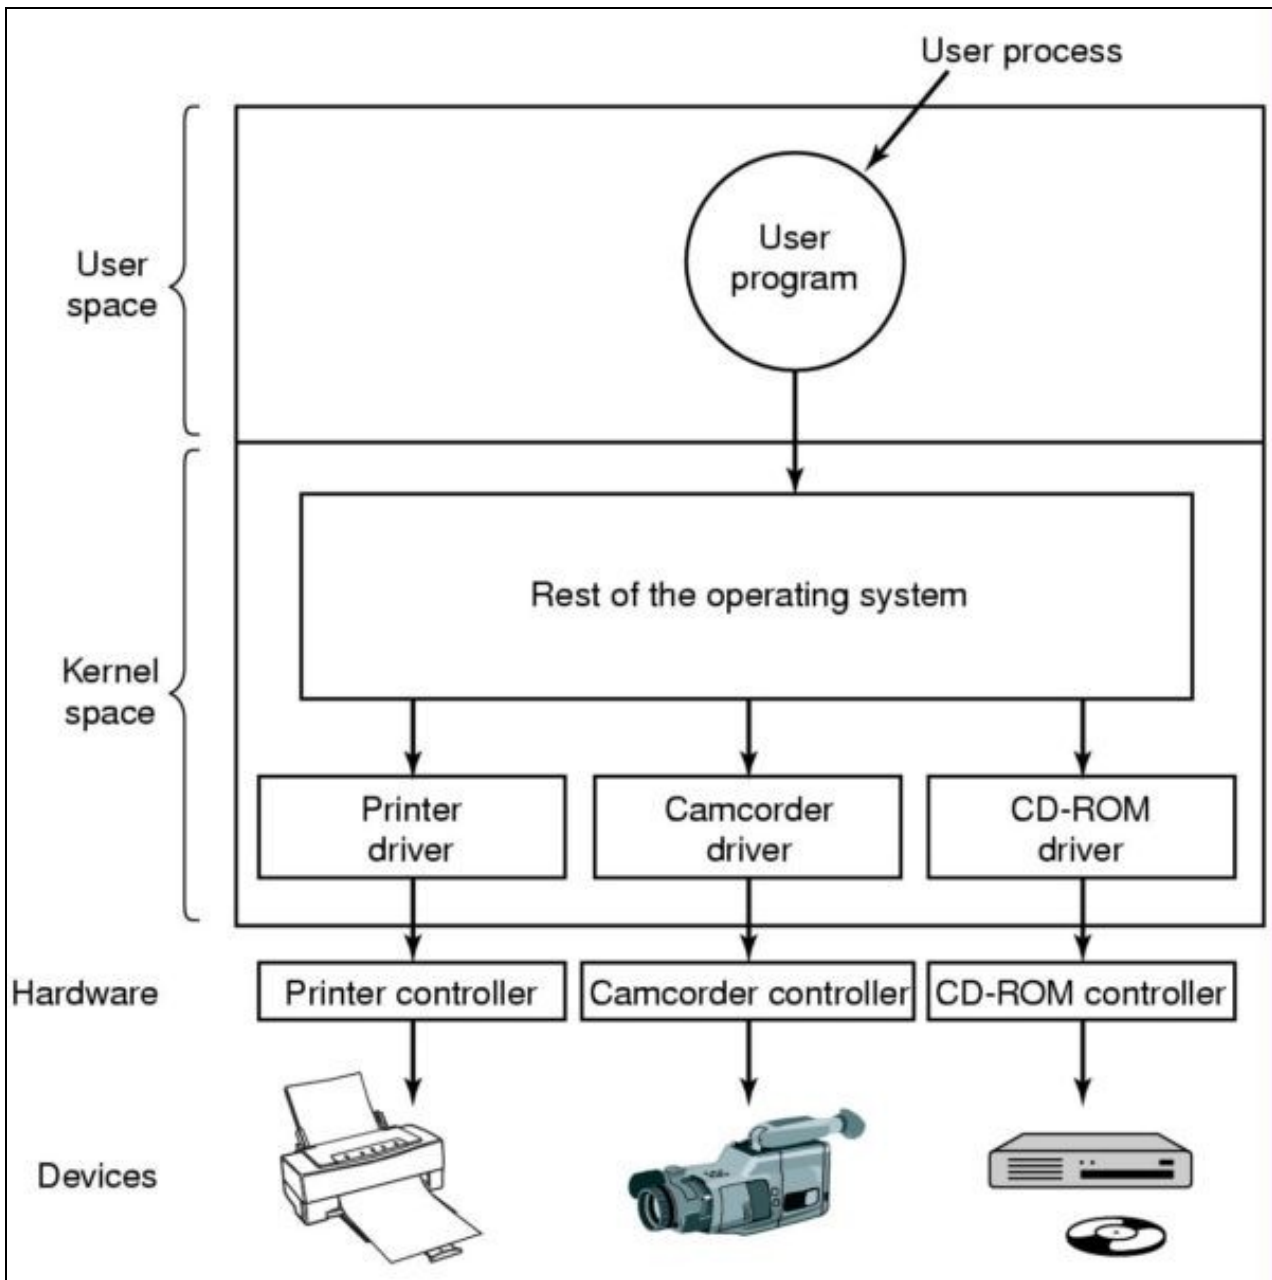 User process
User
program
User
space
Rest of the operating system
Kernel
space
Printer
driver
Camcorder
driver
CD-ROM
driver
Hardware
Printer controller
Camcorder controller
CD-ROM controller
Devices